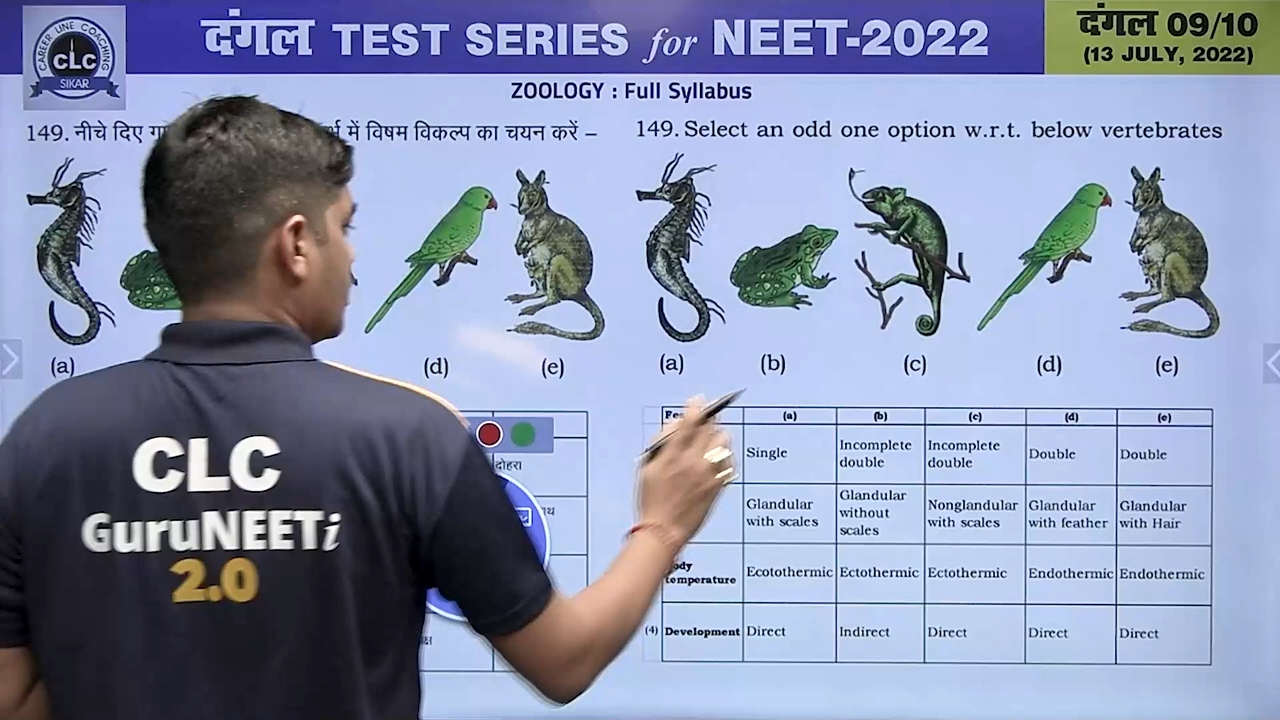 CAREER LINE COACHING
CLC
SIKAR
दंगल TEST SERIES for NEET-2022
दंगल 09/10
(13 JULY, 2022)
ZOOLOGY : Full Syllabus
149. नीचे दिए में विषम विकल्प का चयन करें –
(a) (d) (e)
दोहरा
149. Select an odd one option w.r.t. below vertebrates
(a) (b) (c) (d) (e)
(a) (b) (c) (d) (e)
Single Incomplete double Incomplete double Double Double
Glandular with scales Glandular without scales Nonglandular with scales Glandular with feather Glandular with Hair
temperature Ecotothermic Ectothermic Ectothermic Endothermic Endothermic
(4) Development Direct Indirect Direct Direct Direct
CLC
GuruNEETi
2.0